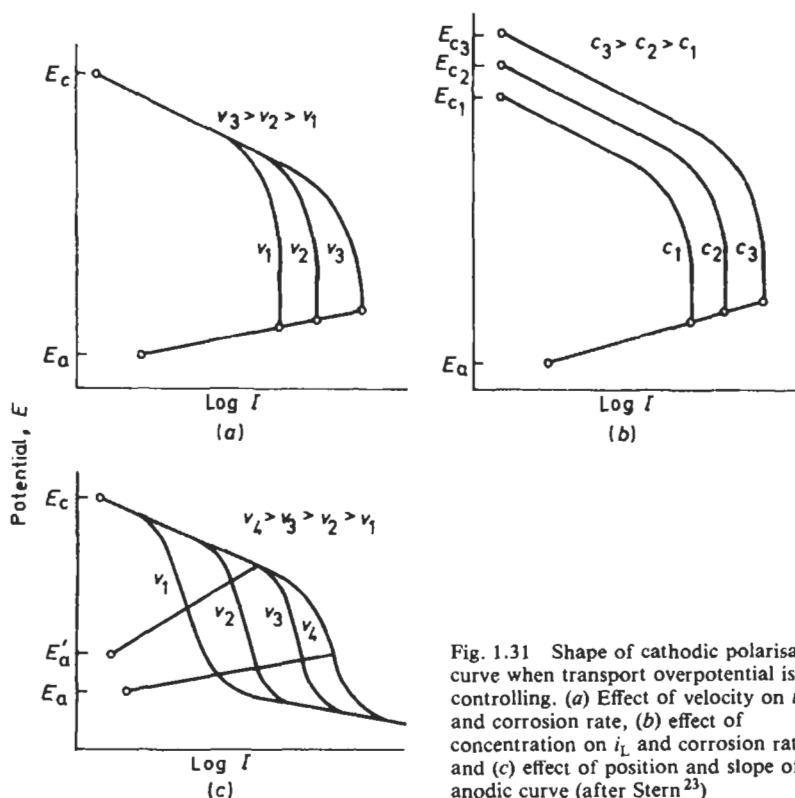 E_c3
E_c2
E_c1
c3 > c2 > c1
c1 c2 c3
E_a
Log I
(b)
E_c
v3 > v2 > v1
v1 v2 v3
E_a
Log I
(a)
Potential, E
E_c
v4 > v3 > v2 > v1
v1 v2 v3 v4
E′_a
E_a
Log I
(c)
Fig. 1.31 Shape of cathodic polarisa
curve when transport overpotential is
controlling. (a) Effect of velocity on i
and corrosion rate, (b) effect of
concentration on i_L and corrosion rat
and (c) effect of position and slope of
anodic curve (after Stern²³)